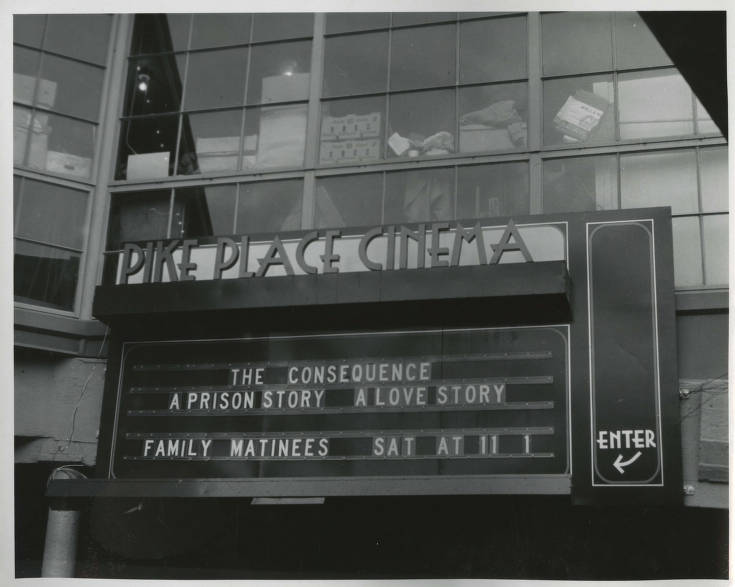 PIKE PLACE CINEMA
THE CONSEQUENCE
A PRISON STORY A LOVE STORY
FAMILY MATINEES SAT AT 11 1
ENTER